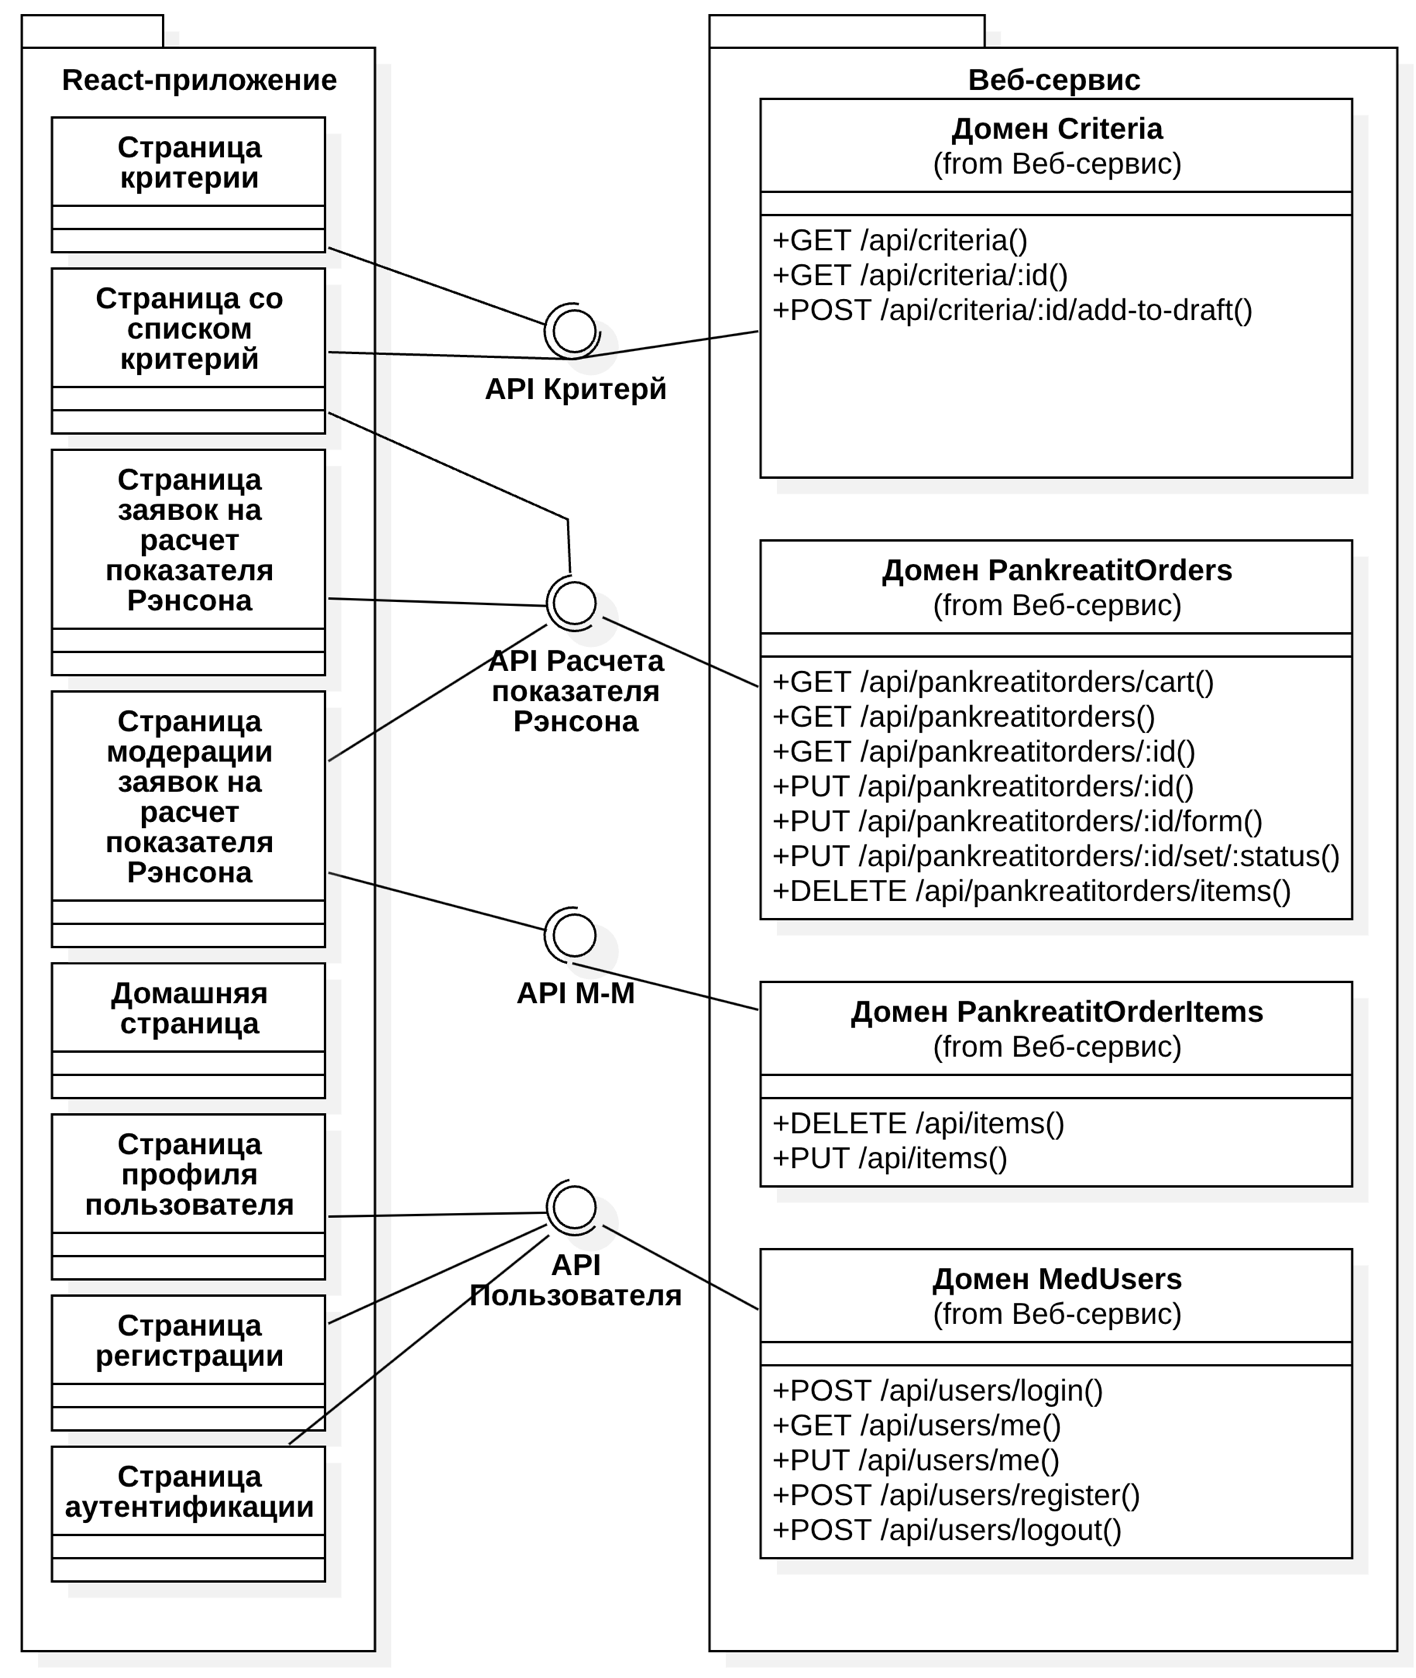 React-приложение
Страница
критерии
Страница со
списком
критерий
Страница
заявок на
расчет
показателя
Рэнсона
Страница
модерации
заявок на
расчет
показателя
Рэнсона
Домашняя
страница
Страница
профиля
пользователя
Страница
регистрации
Страница
аутентификации
API Критерй
API Расчета
показателя
Рэнсона
API М-М
API
Пользователя
Веб-сервис
Домен Criteria
(from Веб-сервис)
+GET /api/criteria()
+GET /api/criteria/:id()
+POST /api/criteria/:id/add-to-draft()
Домен PankreatitOrders
(from Веб-сервис)
+GET /api/pankreatitorders/cart()
+GET /api/pankreatitorders()
+GET /api/pankreatitorders/:id()
+PUT /api/pankreatitorders/:id()
+PUT /api/pankreatitorders/:id/form()
+PUT /api/pankreatitorders/:id/set/:status()
+DELETE /api/pankreatitorders/items()
Домен PankreatitOrderItems
(from Веб-сервис)
+DELETE /api/items()
+PUT /api/items()
Домен MedUsers
(from Веб-сервис)
+POST /api/users/login()
+GET /api/users/me()
+PUT /api/users/me()
+POST /api/users/register()
+POST /api/users/logout()